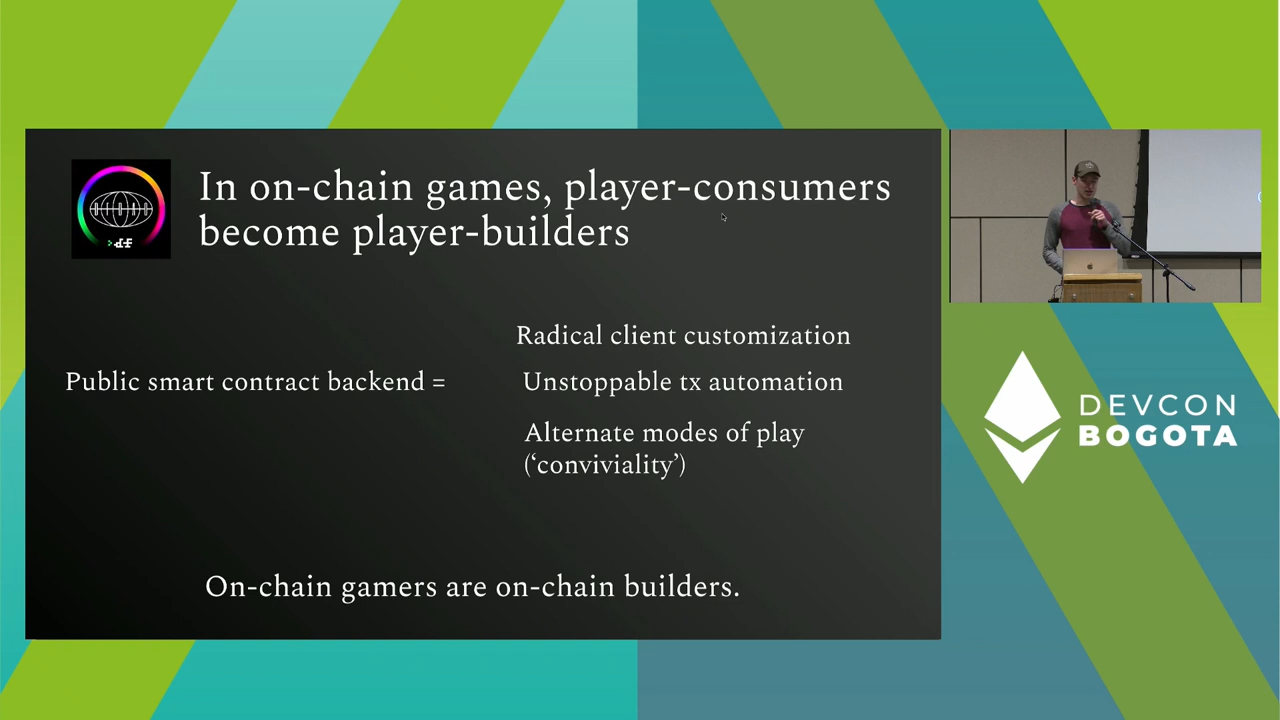 In on-chain games, player-consumers
become player-builders
Radical client customization
Public smart contract backend =
Unstoppable tx automation
Alternate modes of play
(‘conviviality’)
On-chain gamers are on-chain builders.
DEVCON
BOGOTA